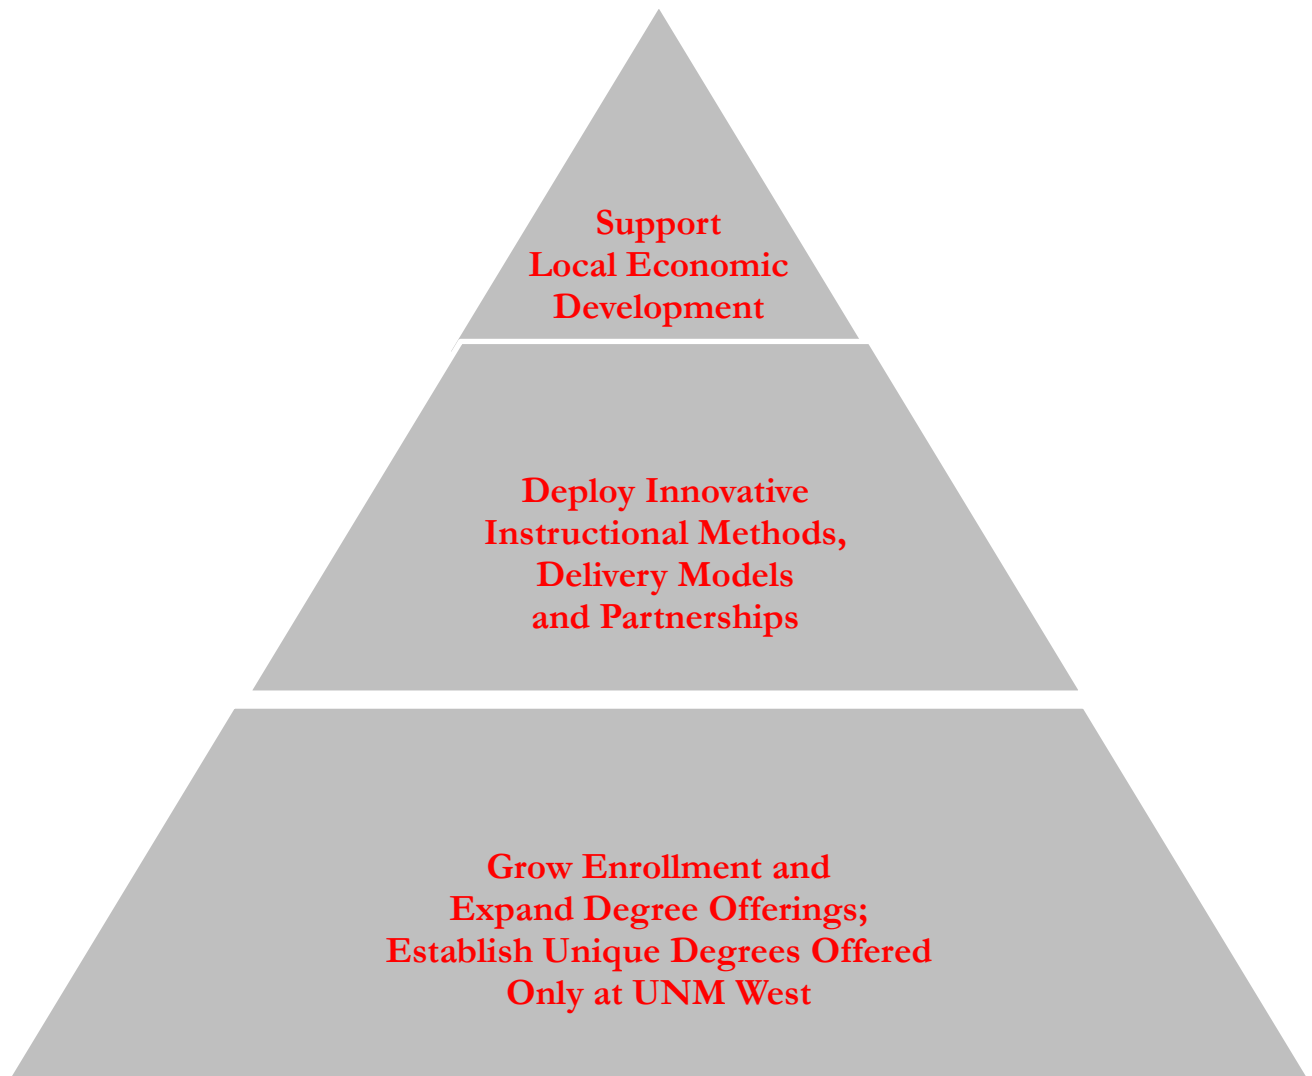 Support
Local Economic
Development
Deploy Innovative
Instructional Methods,
Delivery Models
and Partnerships
Grow Enrollment and
Expand Degree Offerings;
Establish Unique Degrees Offered
Only at UNM West